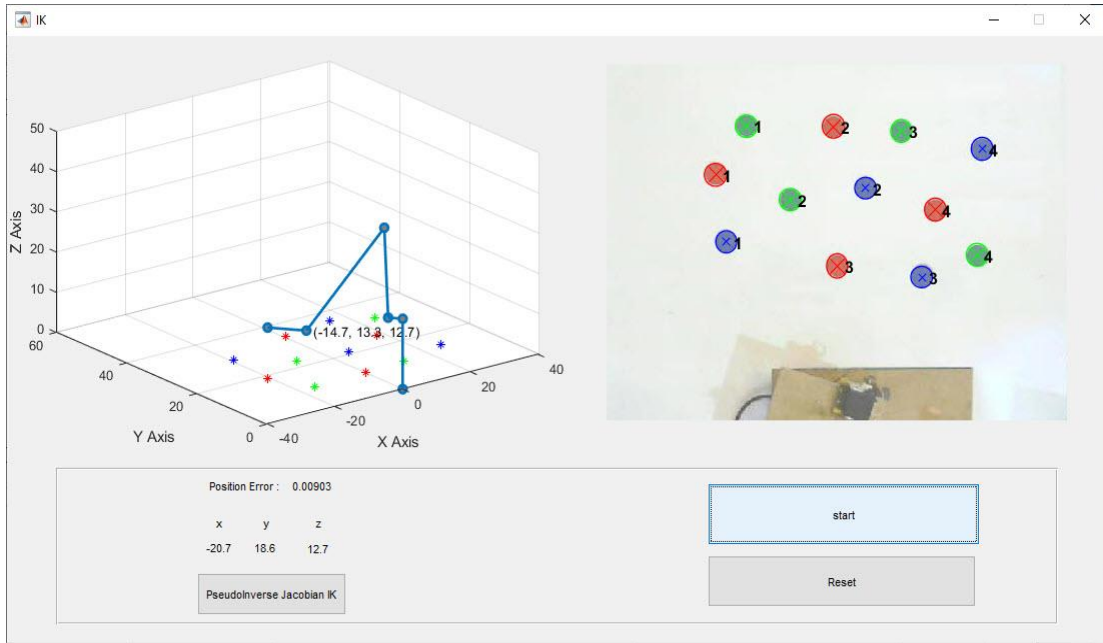 IK
50
40
30
20
10
0
Z Axis
60
40
20
0
Y Axis
-40
-20
0
20
40
X Axis
(-14.7, 13.3, 12.7)
1
2
3
4
1
2
2
4
1
3
3
4
Position Error : 0.00903
x y z
-20.7 18.6 12.7
PseudoInverse Jacobian IK
start
Reset